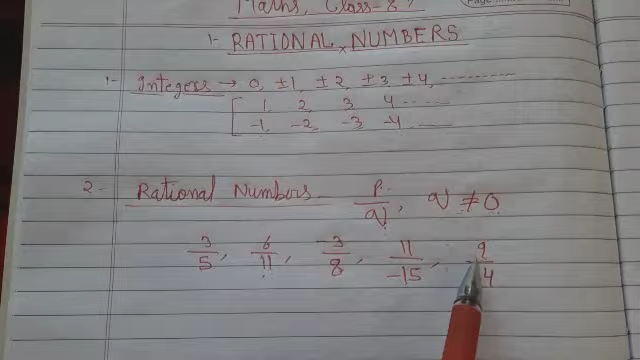 Maths, Class-8
1- RATIONAL NUMBERS
1- Integers → 0, ±1, ±2, ±3, ±4, ----------
1, 2, 3, 4 ------
-1, -2, -3, -4 ------
2- Rational Numbers p/q, q ≠ 0
3/5, 6/11, -3/8, 11/-15,